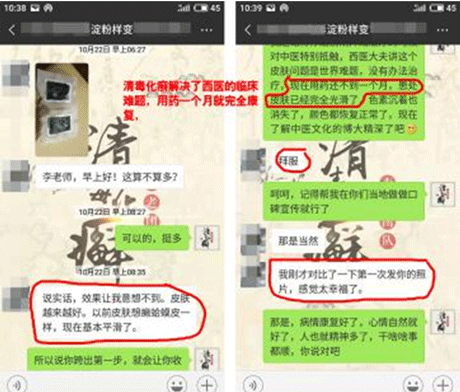 10:38
45
淀粉样变
10月22日 早上08:26
清毒化癣解决了西医的临床
难题,用药一个月就完全康
复,
李老师,早上好!这算不算多?
10月22日 早上08:27
可以的,挺多
10月22日 早上08:35
说实话,效果让我意想不到。皮肤
越来越好。以前皮肤想癞蛤蟆皮一
样,现在基本平滑了。
所以说你跨出第一步,就会让你收
10:39
45
淀粉样变
对中医特别抵触,西医大夫讲这个
皮肤问题是世界难题,没有办法治
疗,现在用药还不到一个月,患处
皮肤已经完全光滑了,色素沉着也
消失了,颜色都恢复正常了,现在
了解中医文化的博大精深了吧
拜服
呵呵,记得帮我在你们当地做做口
碑宣传就行了
那是当然
我刚才对比了一下第一次发你的照
片,感觉太幸福了。
那是,病情康复好了,心情自然就
好了,人也就精神多了,干啥啥事
都顺,你说对吧